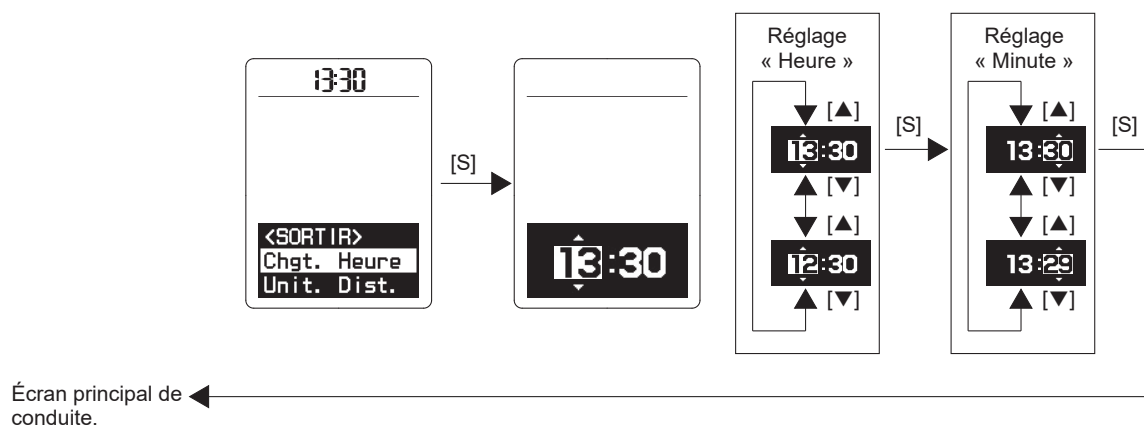 13:30
<SORTIR>
Chgt. Heure
Unit. Dist.
[S]
13:30
Réglage
« Heure »
[▲]
13:30
[▼]
[▲]
12:30
[▼]
[S]
Réglage
« Minute »
[▲]
13:30
[▼]
[▲]
13:29
[▼]
[S]
Écran principal de
conduite.